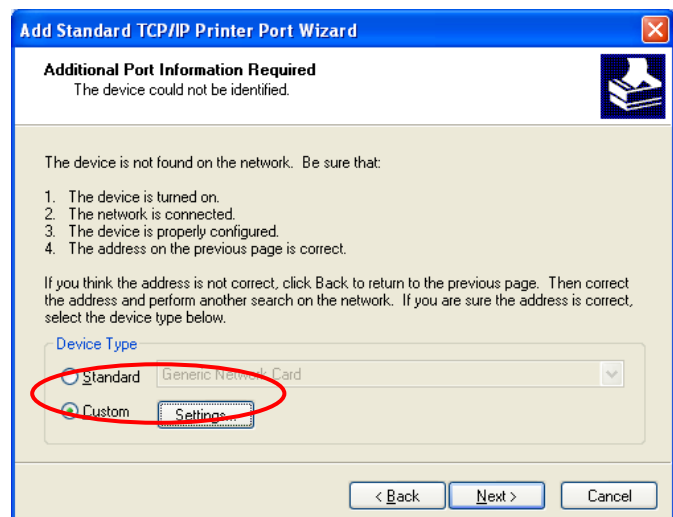 Add Standard TCP/IP Printer Port Wizard
Additional Port Information Required
The device could not be identified.
The device is not found on the network. Be sure that:
1. The device is turned on.
2. The network is connected.
3. The device is properly configured.
4. The address on the previous page is correct.
If you think the address is not correct, click Back to return to the previous page. Then correct
the address and perform another search on the network. If you are sure the address is correct,
select the device type below.
Device Type
Standard Generic Network Card
Custom Settings...
< Back Next > Cancel